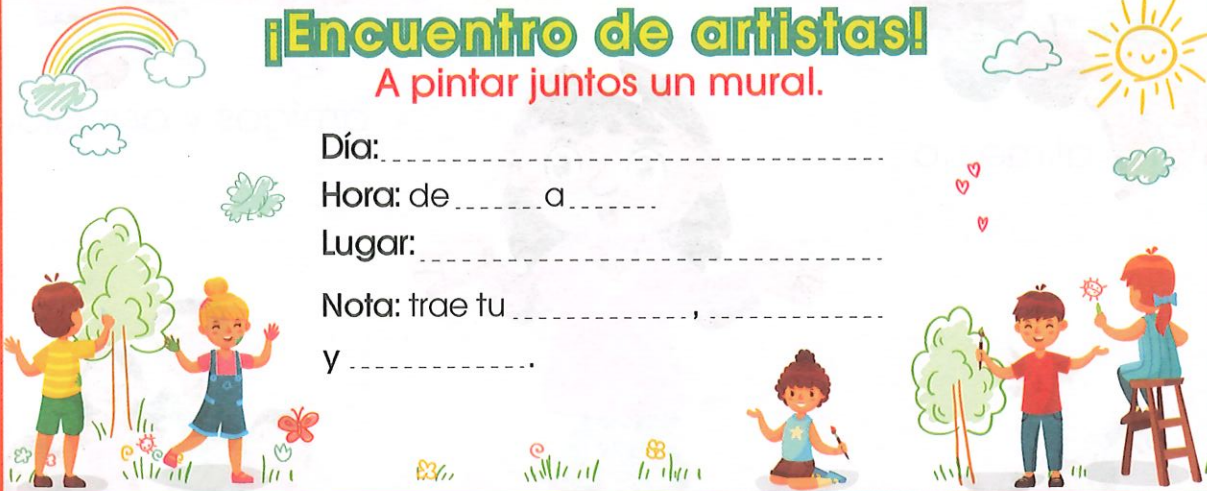 ¡Encuentro de artistas!
A pintar juntos un mural.
Día:
Hora: de a
Lugar:
Nota: trae tu ,
y .